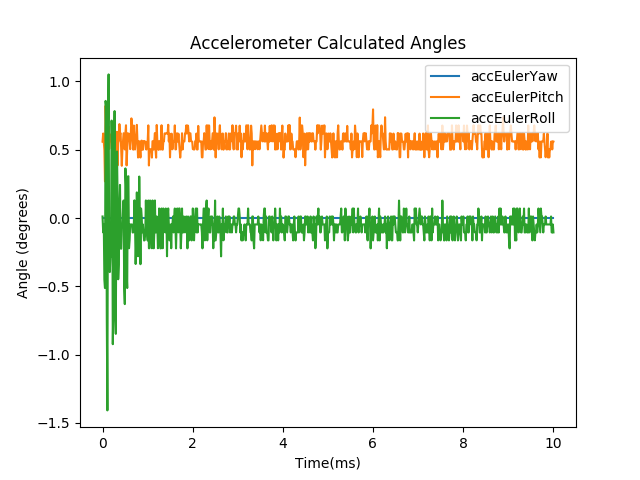 Accelerometer Calculated Angles
accEulerYaw
accEulerPitch
accEulerRoll
1.0
0.5
0.0
−0.5
−1.0
−1.5
Angle (degrees)
0 2 4 6 8 10
Time(ms)